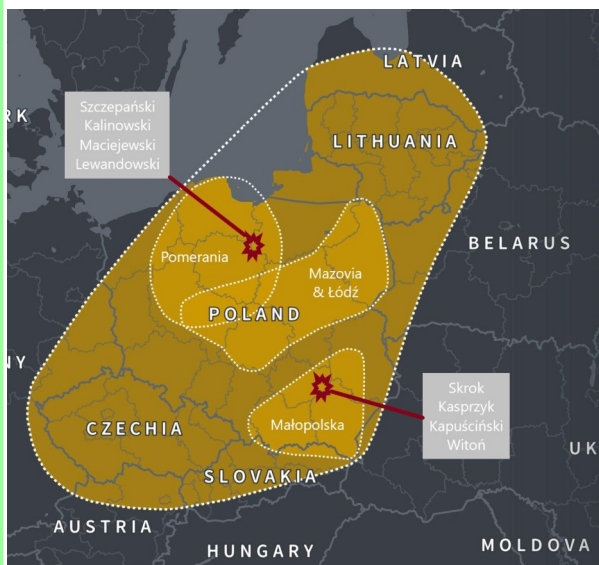 LATVIA
RK
Szczepański
Kalinowski
Maciejewski
Lewandowski
LITHUANIA
BELARUS
Pomerania
Mazovia
& Łódź
POLAND
NY
Skrok
Kasprzyk
Kapuściński
Witoń
Małopolska
CZECHIA
UK
SLOVAKIA
AUSTRIA
HUNGARY
MOLDOVA